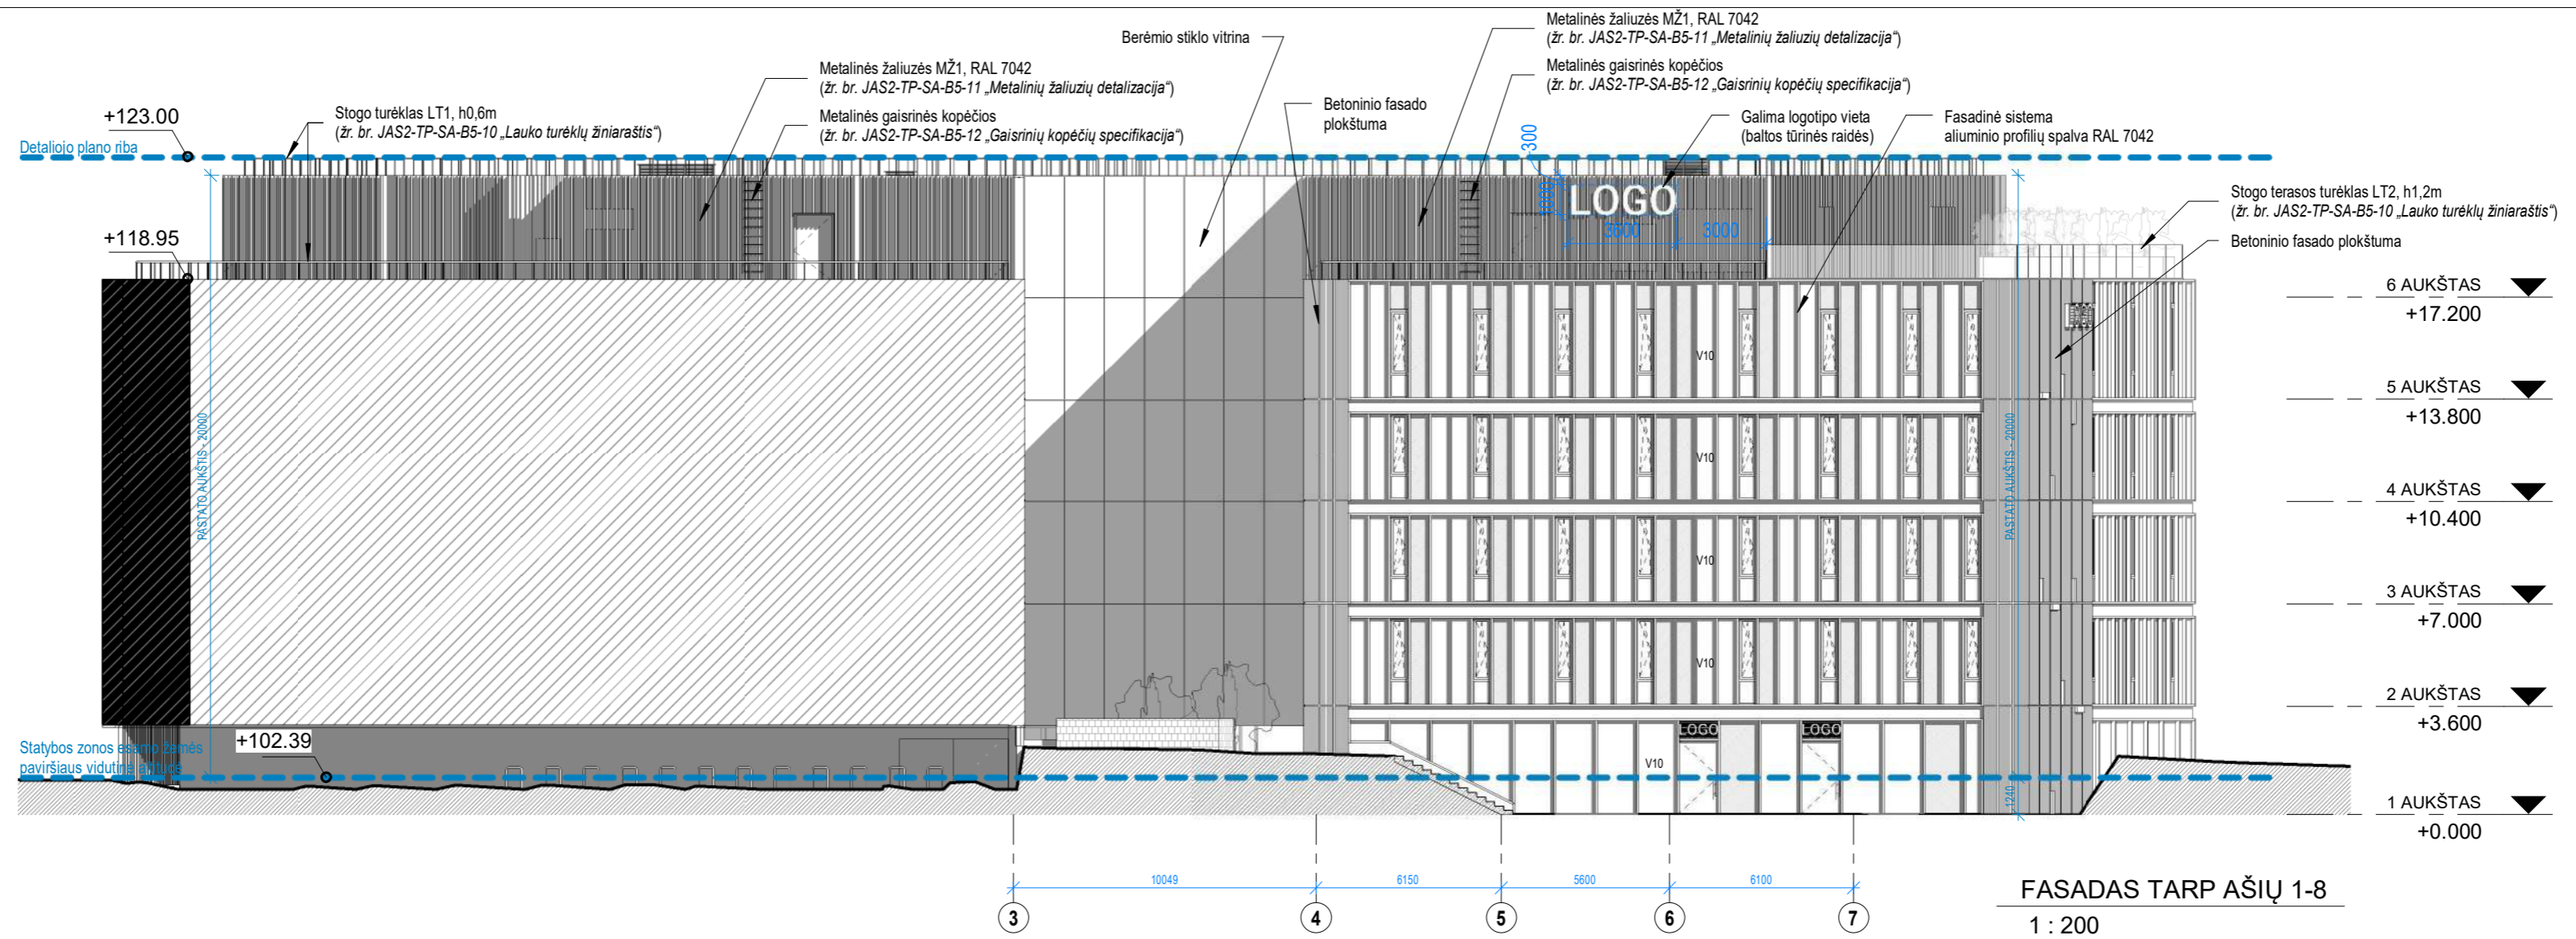 Metalinės žaliuzės MŽ1, RAL 7042
(žr. br. JAS2-TP-SA-B5-11 „Metalinių žaliuzių detalizacija“)
Berėmio stiklo vitrina
Metalinės žaliuzės MŽ1, RAL 7042
(žr. br. JAS2-TP-SA-B5-11 „Metalinių žaliuzių detalizacija“)
Metalinės gaisrinės kopėčios
(žr. br. JAS2-TP-SA-B5-12 „Gaisrinių kopėčių specifikacija“)
+123.00
Stogo turėklas LT1, h0,6m
(žr. br. JAS2-TP-SA-B5-10 „Lauko turėklų žiniaraštis“)
Metalinės gaisrinės kopėčios
(žr. br. JAS2-TP-SA-B5-12 „Gaisrinių kopėčių specifikacija“)
Betoninio fasado
plokštuma
Galima logotipo vieta
(baltos tūrinės raidės)
Fasadinė sistema
aliuminio profilių spalva RAL 7042
Detaliojo plano riba
300
1000
LOGO
3600
3000
Stogo terasos turėklas LT2, h1,2m
(žr. br. JAS2-TP-SA-B5-10 „Lauko turėklų žiniaraštis“)
+118.95
Betoninio fasado plokštuma
6 AUKŠTAS
+17.200
V10
5 AUKŠTAS
+13.800
PASTATO AUKŠTIS - 20000
PASTATO AUKŠTIS - 20000
V10
4 AUKŠTAS
+10.400
V10
3 AUKŠTAS
+7.000
V10
2 AUKŠTAS
+3.600
LOGO
LOGO
Statybos zonos esamo žemės
paviršiaus vidutinė altitudė
+102.39
V10
1240
1 AUKŠTAS
+0.000
10049
6150
5600
6100
3
4
5
6
7
FASADAS TARP AŠIŲ 1-8
1 : 200